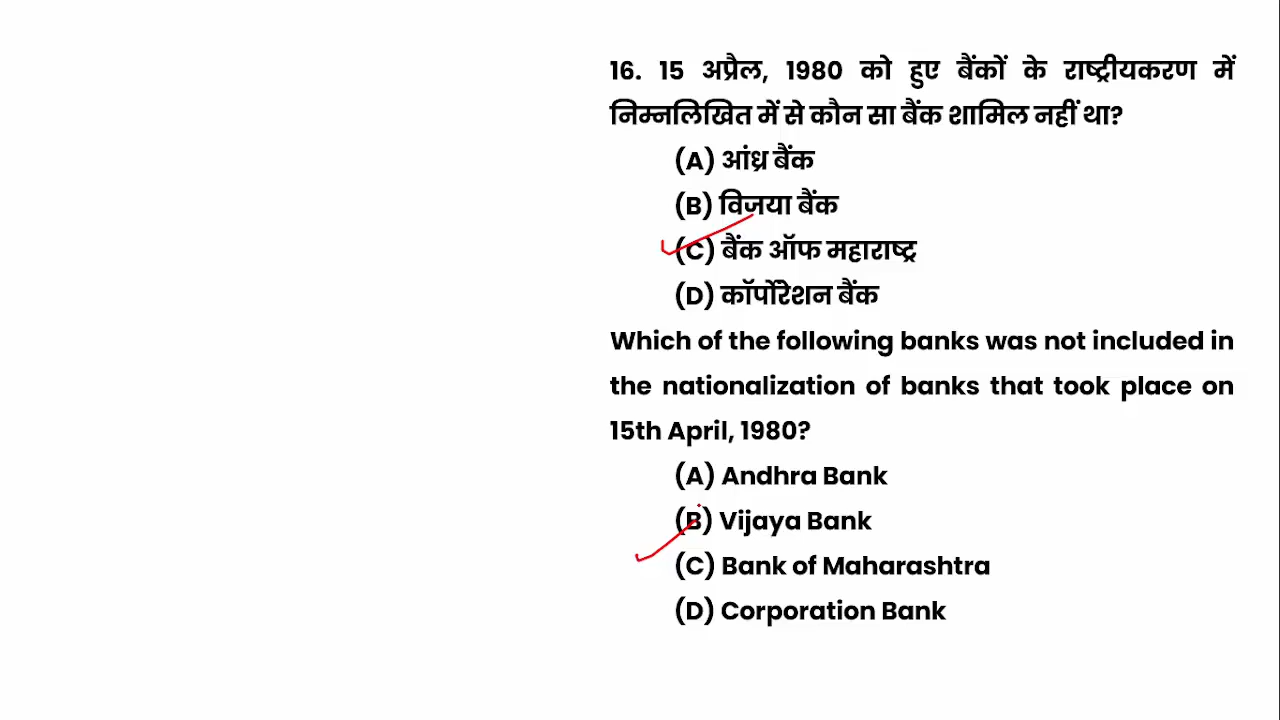 16. 15 अप्रैल, 1980 को हुए बैंकों के राष्ट्रीयकरण में
निम्नलिखित में से कौन सा बैंक शामिल नहीं था?
(A) आंध्र बैंक
(B) विजया बैंक
(C) बैंक ऑफ महाराष्ट्र
(D) कॉर्पोरेशन बैंक
Which of the following banks was not included in
the nationalization of banks that took place on
15th April, 1980?
(A) Andhra Bank
(B) Vijaya Bank
(C) Bank of Maharashtra
(D) Corporation Bank